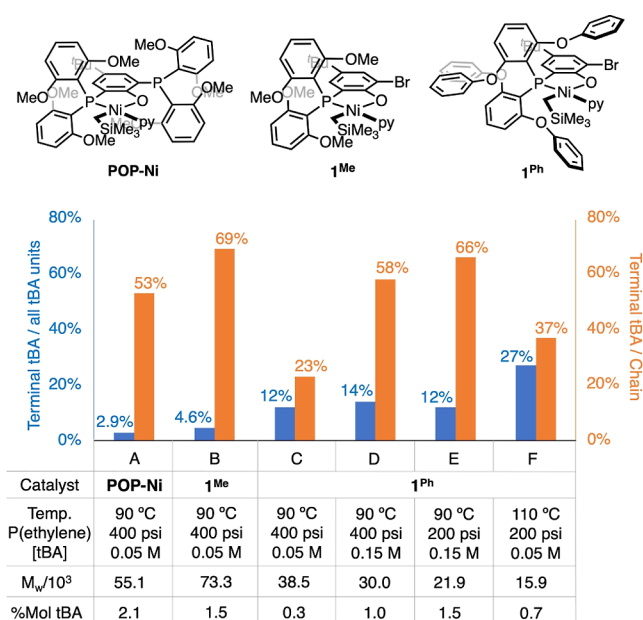 OMe
tBu
MeO
P
OMe
OMe
OMe
P
Ni
O
MeO
SiMe3
py
MeO
OMe
POP-Ni
OMe
tBu
Br
OMe
P
O
MeO
Ni
SiMe3
py
OMe
1Me
O
tBu
Br
O
O
P
Ni
O
py
SiMe3
O
1Ph
80%
60%
40%
20%
0%
Terminal tBA / all tBA units
80%
60%
40%
20%
0%
Terminal tBA / Chain
2.9%
53%
4.6%
69%
12%
23%
14%
58%
12%
66%
27%
37%
A B C D E F
Catalyst POP-Ni 1Me 1Ph
Temp. 90 ºC 90 ºC 90 ºC 90 ºC 90 ºC 110 ºC
P(ethylene) 400 psi 400 psi 400 psi 400 psi 200 psi 200 psi
[tBA] 0.05 M 0.05 M 0.05 M 0.15 M 0.15 M 0.05 M
Mw/10³ 55.1 73.3 38.5 30.0 21.9 15.9
%Mol tBA 2.1 1.5 0.3 1.0 1.5 0.7